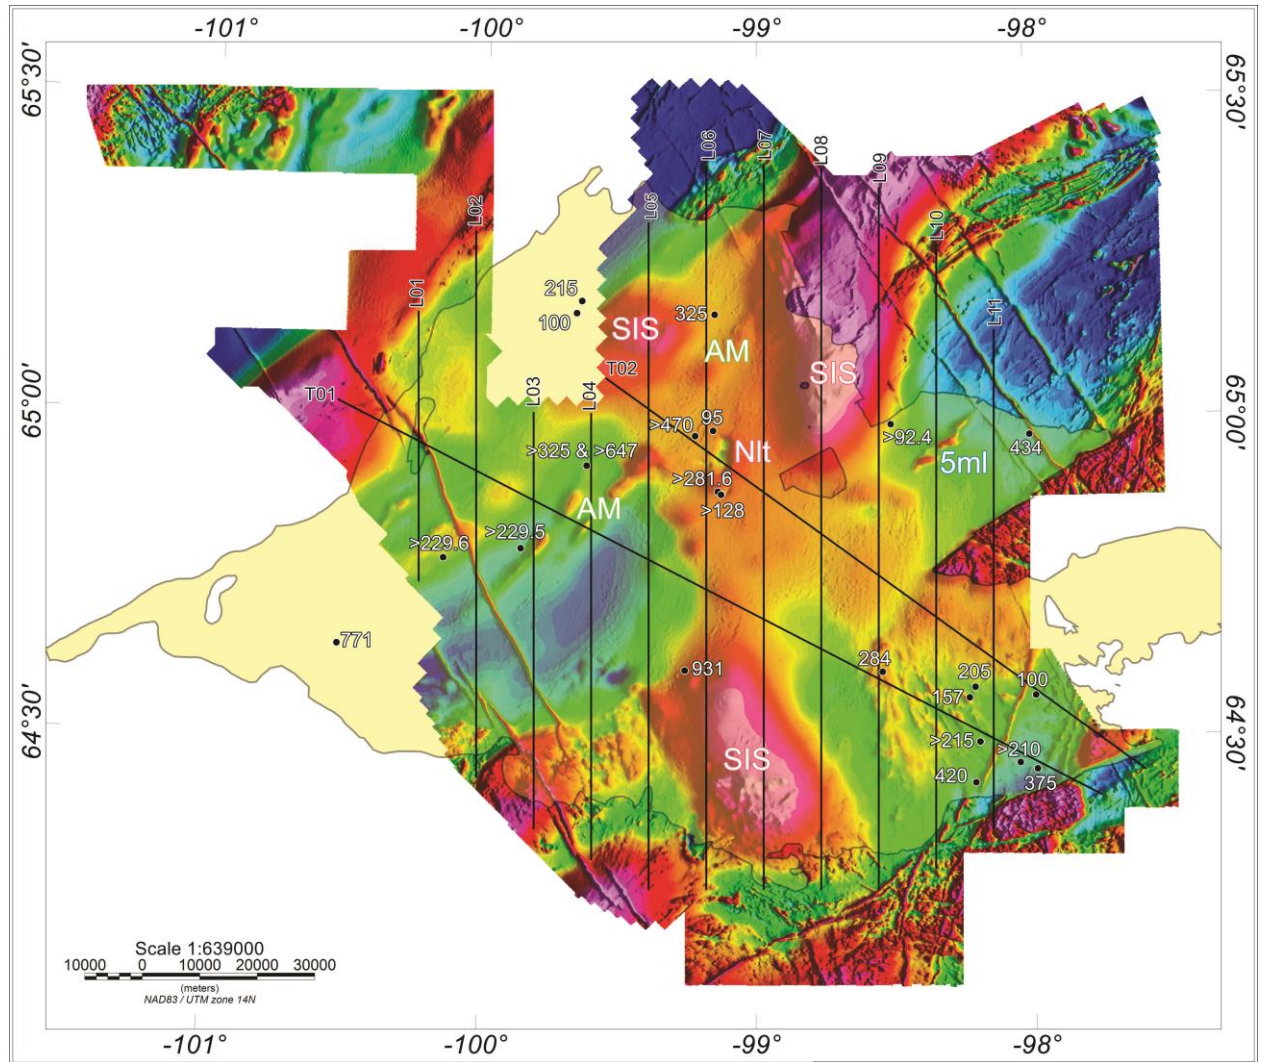 -101° -100° -99° -98°
65°30' 65°30'
L06 L07 L08 L09
L02 L05 L10
L01 L11
215
100 SIS 325 AM SIS
T01 L03 L04 T02
>470 95 >92.4 434
>325 & >647 NIt 5ml
65°00' 65°00'
>281.6
AM >128
>229.6 >229.5
771 931 284 205 100
157
64°30' 64°30'
SIS >215 >210
420 375
Scale 1:639000
10000 0 10000 20000 30000
(meters)
NAD83 / UTM zone 14N
-101° -100° -99° -98°